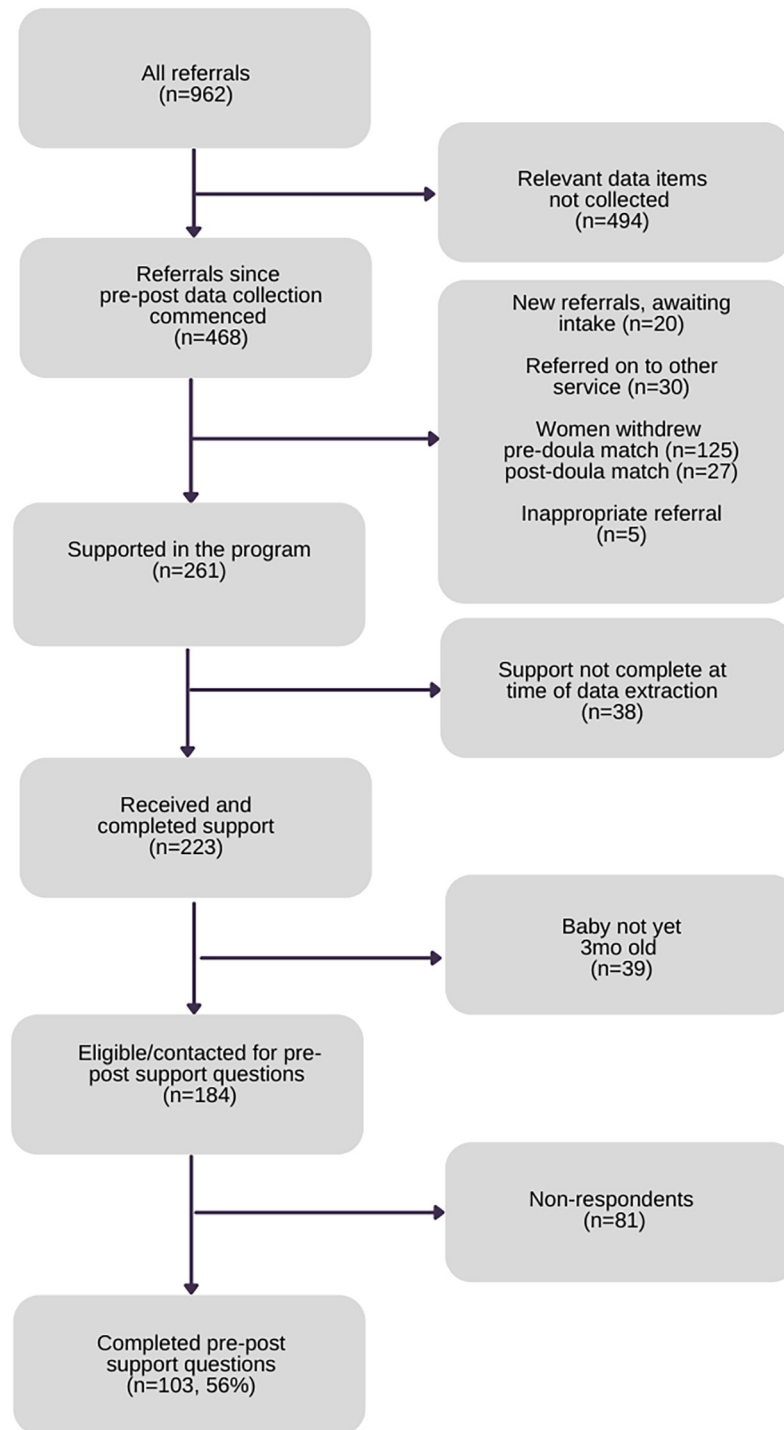 All referrals
(n=962)
Relevant data items
not collected
(n=494)
Referrals since
pre-post data collection
commenced
(n=468)
New referrals, awaiting
intake (n=20)
Referred on to other
service (n=30)
Women withdrew
pre-doula match (n=125)
post-doula match (n=27)
Inappropriate referral
(n=5)
Supported in the program
(n=261)
Support not complete at
time of data extraction
(n=38)
Received and
completed support
(n=223)
Baby not yet
3mo old
(n=39)
Eligible/contacted for pre-
post support questions
(n=184)
Non-respondents
(n=81)
Completed pre-post
support questions
(n=103, 56%)